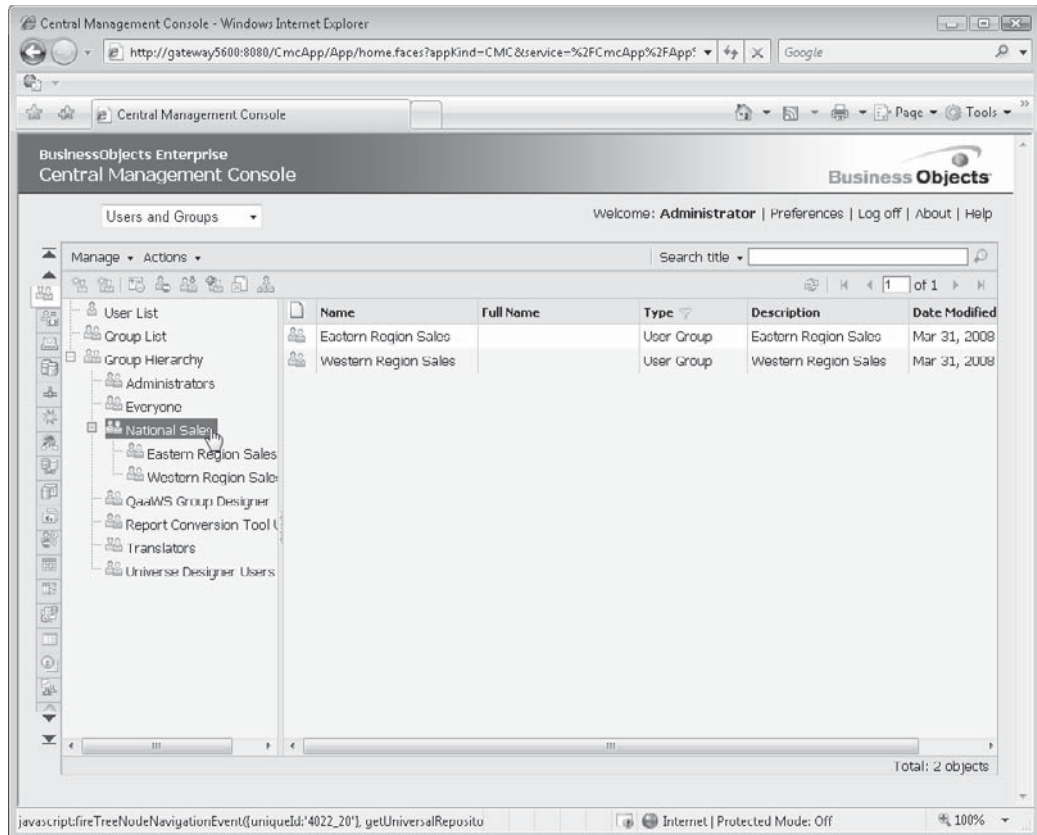 Central Management Console - Windows Internet Explorer
http://gateway5600:8080/CmcApp/App/home.faces?appKind=CMC&service=%2FCmcApp%2FApp
Google
Central Management Console
Page Tools
BusinessObjects Enterprise
Central Management Console
Business Objects
Users and Groups
Welcome: Administrator | Preferences | Log off | About | Help
Manage Actions
Search title
1 of 1
User List
Group List
Group Hierarchy
Administrators
Everyone
National Sales
Eastern Region Sales
Western Region Sale
QaaWS Group Designer
Report Conversion Tool U
Translators
Universe Designer Users
Name Full Name Type Description Date Modified
Eastern Region Sales User Group Eastern Region Sales Mar 31, 2008
Western Region Sales User Group Western Region Sales Mar 31, 2008
Total: 2 objects
javascript:fireTreeNodeNavigationEvent({uniqueId:'4022_20'}, getUniversalReposito
Internet | Protected Mode: Off
100%